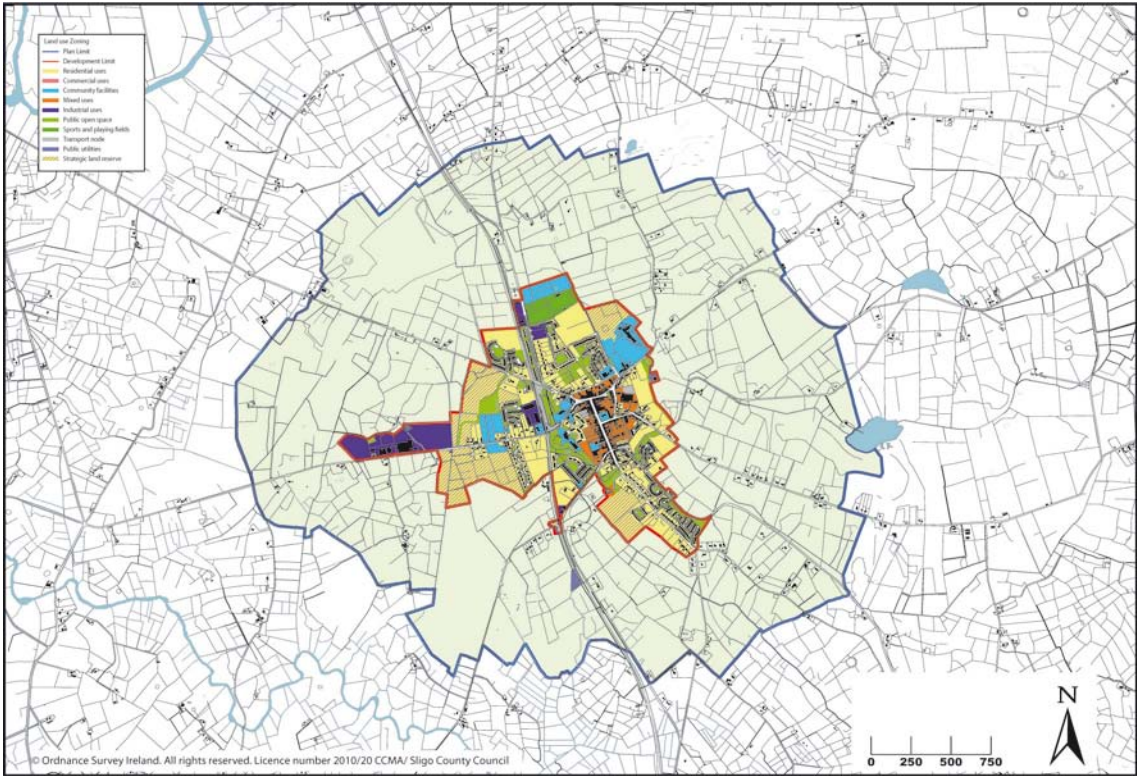 Land use Zoning
Plan Limit
Development Limit
Residential uses
Commercial uses
Community facilities
Mixed uses
Industrial uses
Public open space
Sports and playing fields
Transport node
Public utilities
Strategic land reserve
N
0 250 500 750
© Ordnance Survey Ireland. All rights reserved. Licence number 2010/20 CCMA/ Sligo County Council